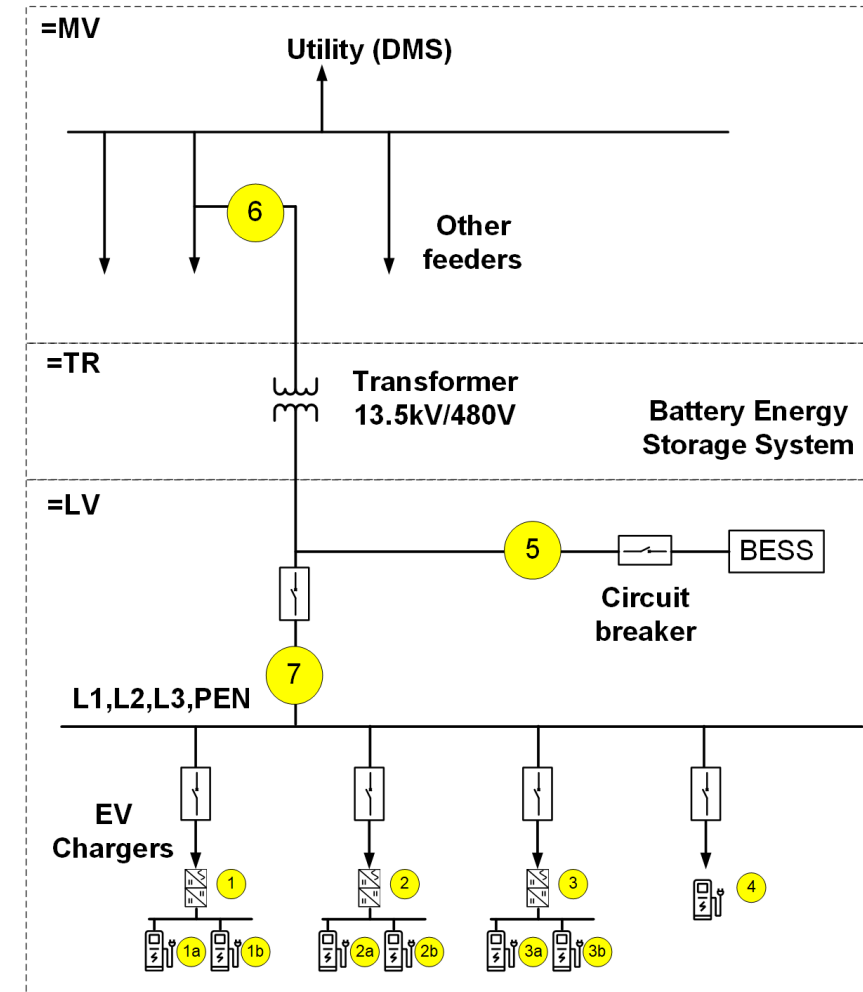 =MV
Utility (DMS)
6
Other
feeders
=TR
Transformer
13.5kV/480V
Battery Energy
Storage System
=LV
5
BESS
Circuit
breaker
7
L1,L2,L3,PEN
EV
Chargers
1
2
3
4
1a
1b
2a
2b
3a
3b